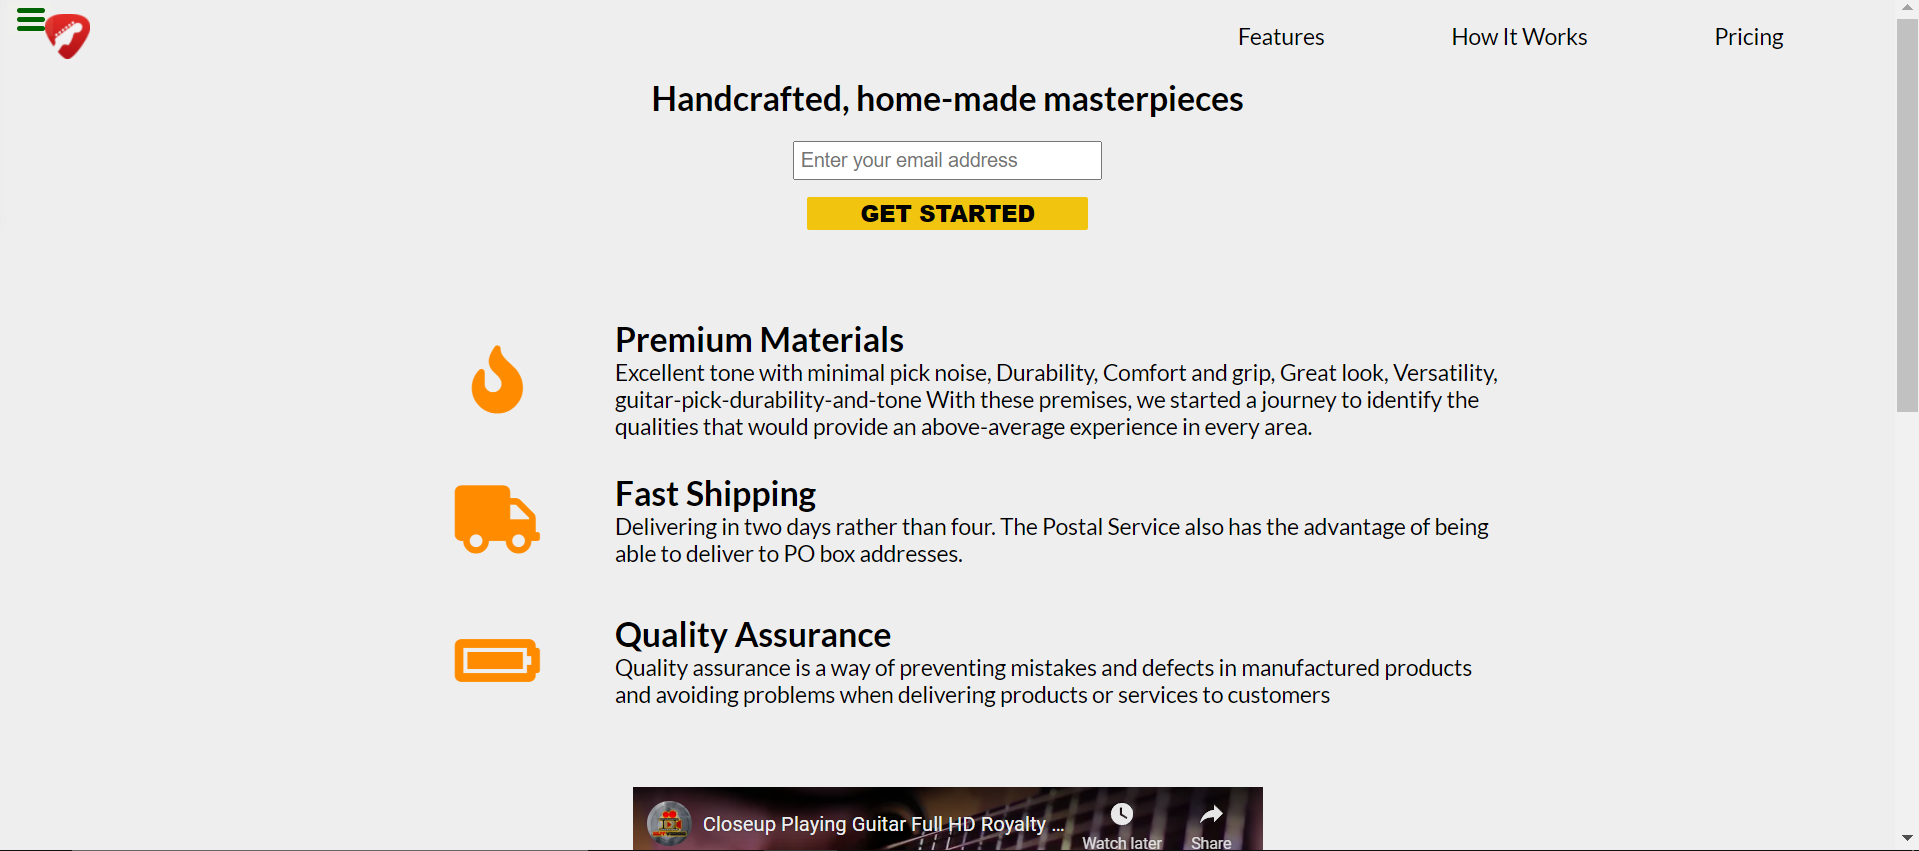 Features
How It Works
Pricing
Handcrafted, home-made masterpieces
Enter your email address
GET STARTED
Premium Materials
Excellent tone with minimal pick noise, Durability, Comfort and grip, Great look, Versatility,
guitar-pick-durability-and-tone With these premises, we started a journey to identify the
qualities that would provide an above-average experience in every area.
Fast Shipping
Delivering in two days rather than four. The Postal Service also has the advantage of being
able to deliver to PO box addresses.
Quality Assurance
Quality assurance is a way of preventing mistakes and defects in manufactured products
and avoiding problems when delivering products or services to customers
Closeup Playing Guitar Full HD Royalty ...
Watch later
Share